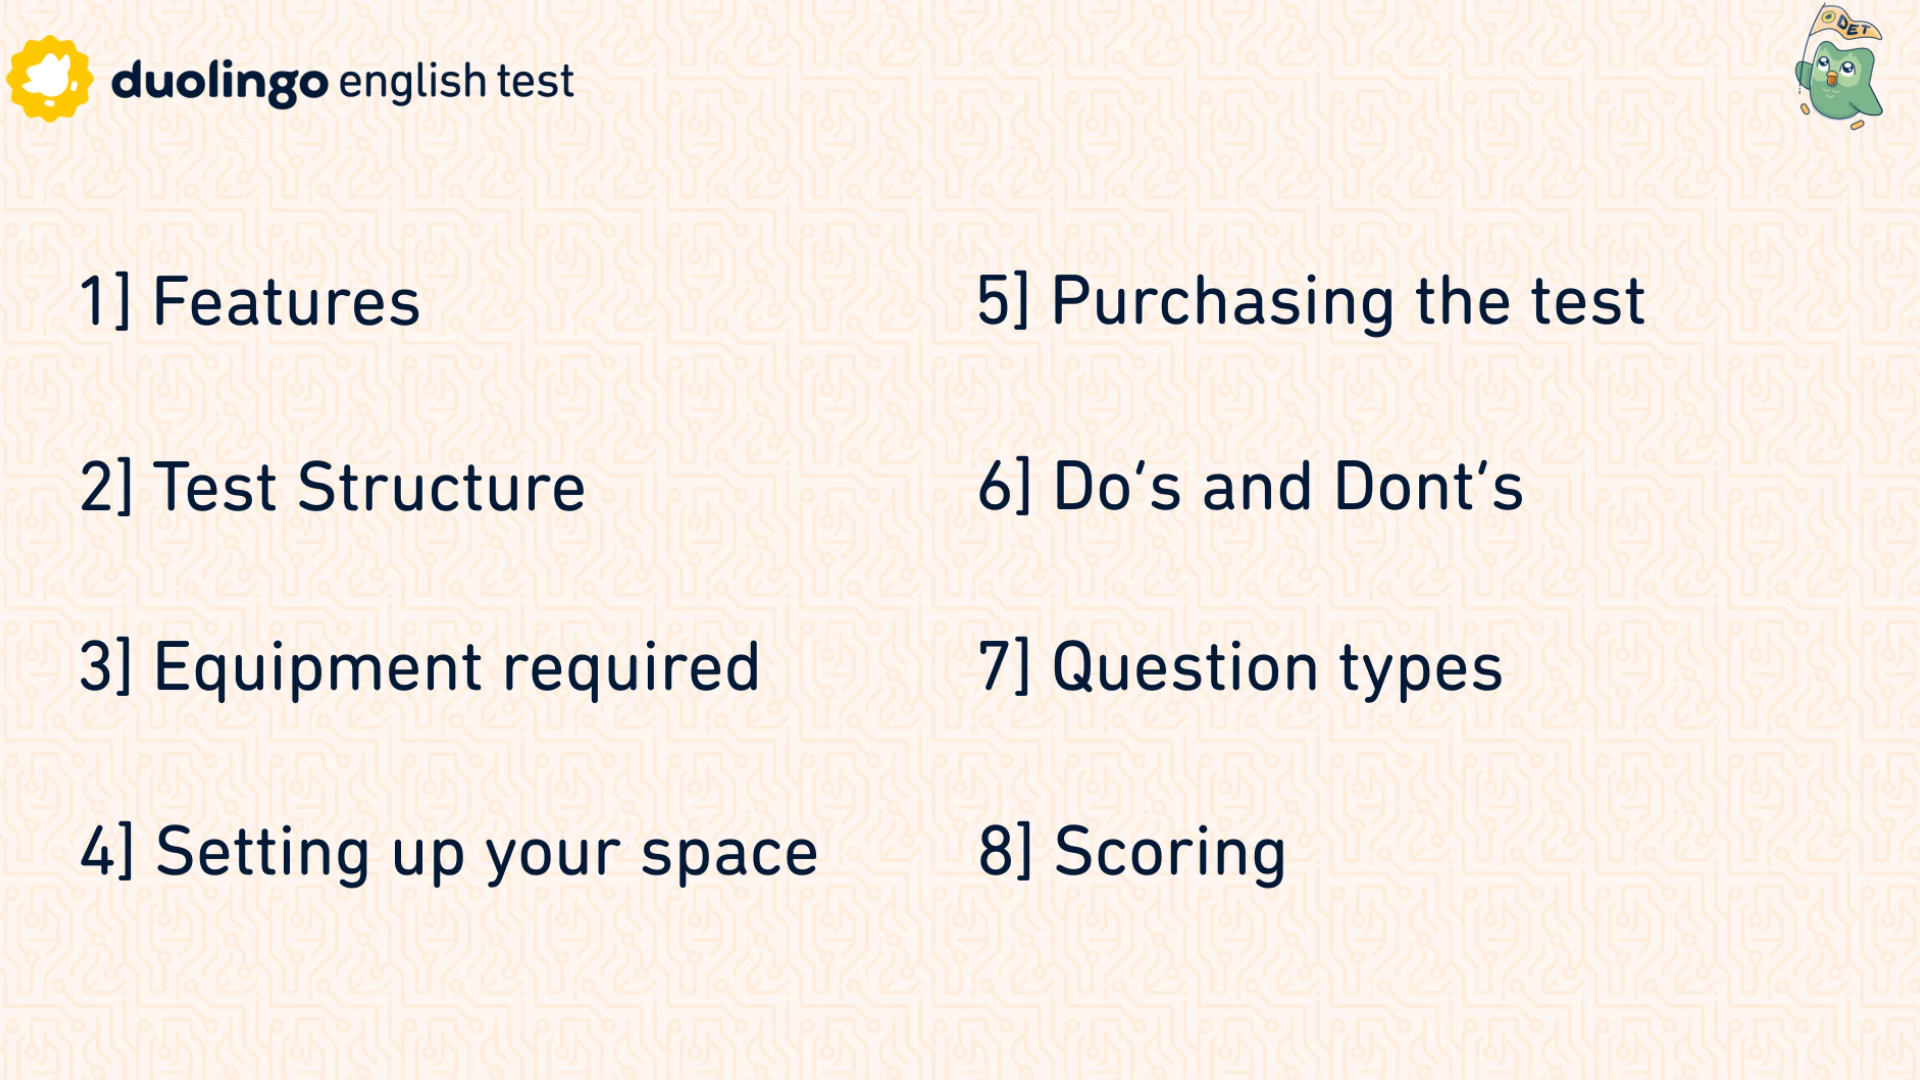 duolingo english test
DET
1] Features
2] Test Structure
3] Equipment required
4] Setting up your space
5] Purchasing the test
6] Do's and Dont's
7] Question types
8] Scoring